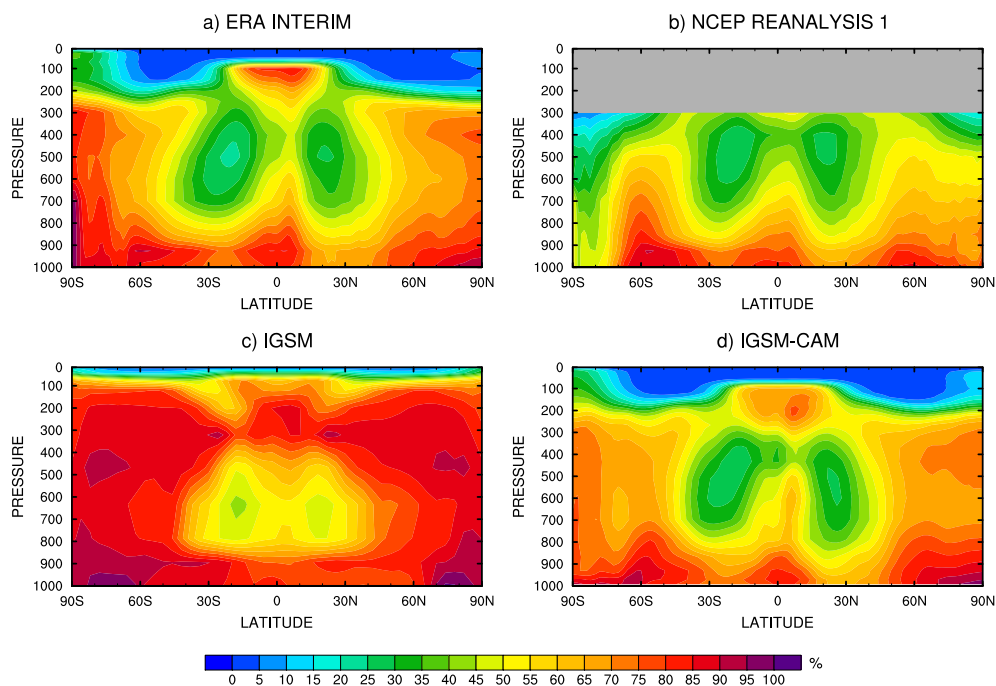 a) ERA INTERIM
b) NCEP REANALYSIS 1
PRESSURE
0
100
200
300
400
500
600
700
800
900
1000
90S 60S 30S 0 30N 60N 90N
LATITUDE
PRESSURE
0
100
200
300
400
500
600
700
800
900
1000
90S 60S 30S 0 30N 60N 90N
LATITUDE
c) IGSM
d) IGSM-CAM
PRESSURE
0
100
200
300
400
500
600
700
800
900
1000
90S 60S 30S 0 30N 60N 90N
LATITUDE
PRESSURE
0
100
200
300
400
500
600
700
800
900
1000
90S 60S 30S 0 30N 60N 90N
LATITUDE
%
0 5 10 15 20 25 30 35 40 45 50 55 60 65 70 75 80 85 90 95 100